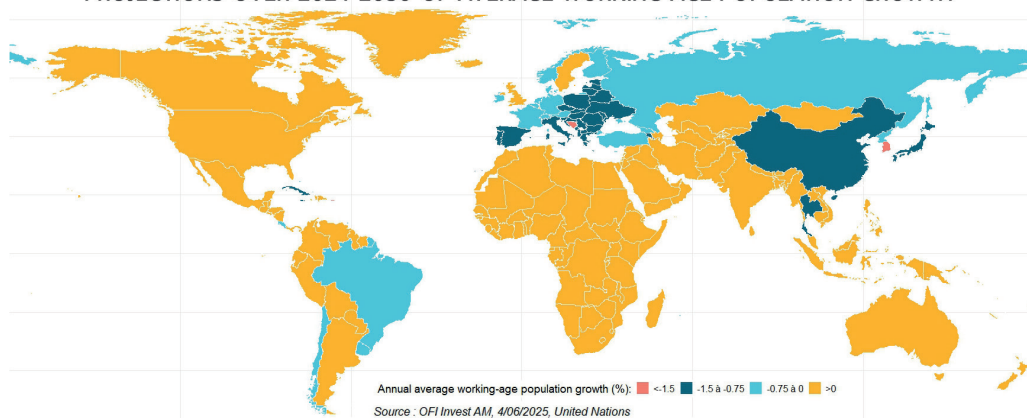 Annual average working-age population growth (%): <-1.5 -1.5 à -0.75 -0.75 à 0 >0
Source : OFI Invest AM, 4/06/2025, United Nations